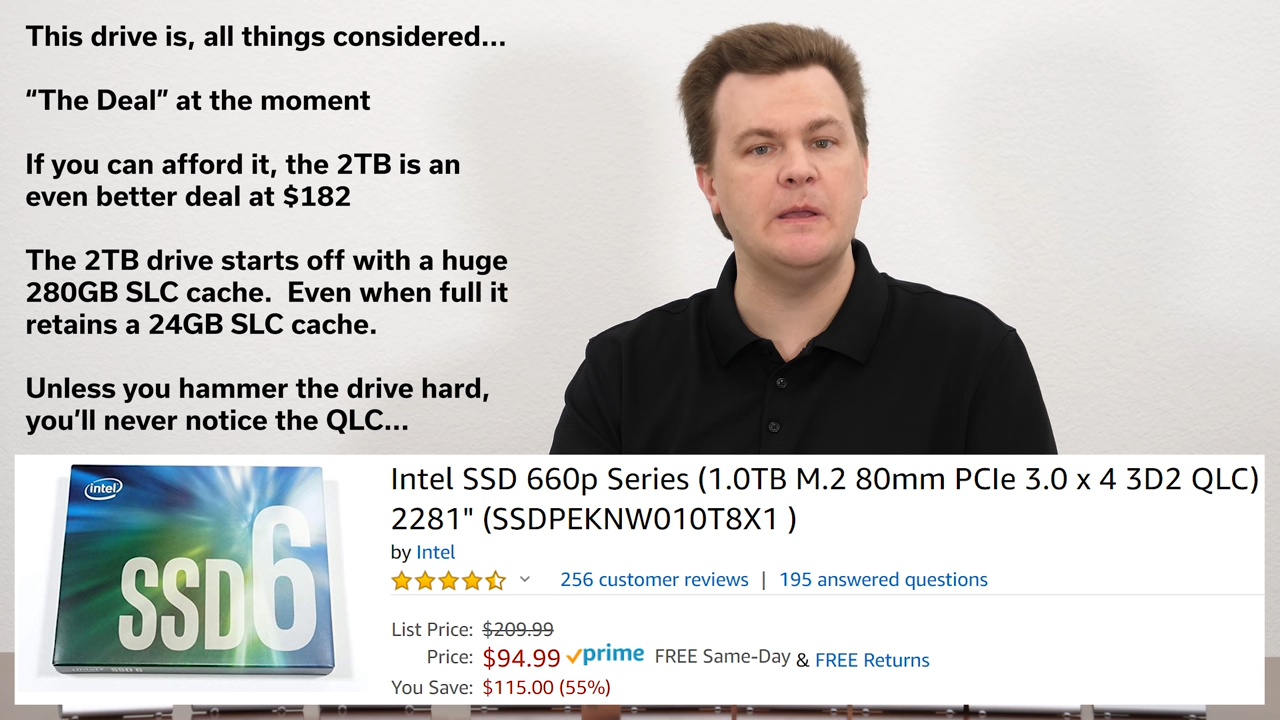 This drive is, all things considered...
“The Deal” at the moment
If you can afford it, the 2TB is an
even better deal at $182
The 2TB drive starts off with a huge
280GB SLC cache.  Even when full it
retains a 24GB SLC cache.
Unless you hammer the drive hard,
you’ll never notice the QLC...
intel
SSD6
intel SSD 6
Intel SSD 660p Series (1.0TB M.2 80mm PCIe 3.0 x 4 3D2 QLC)
2281" (SSDPEKNW010T8X1 )
by Intel
256 customer reviews | 195 answered questions
List Price: $209.99
Price: $94.99 prime FREE Same-Day & FREE Returns
You Save: $115.00 (55%)